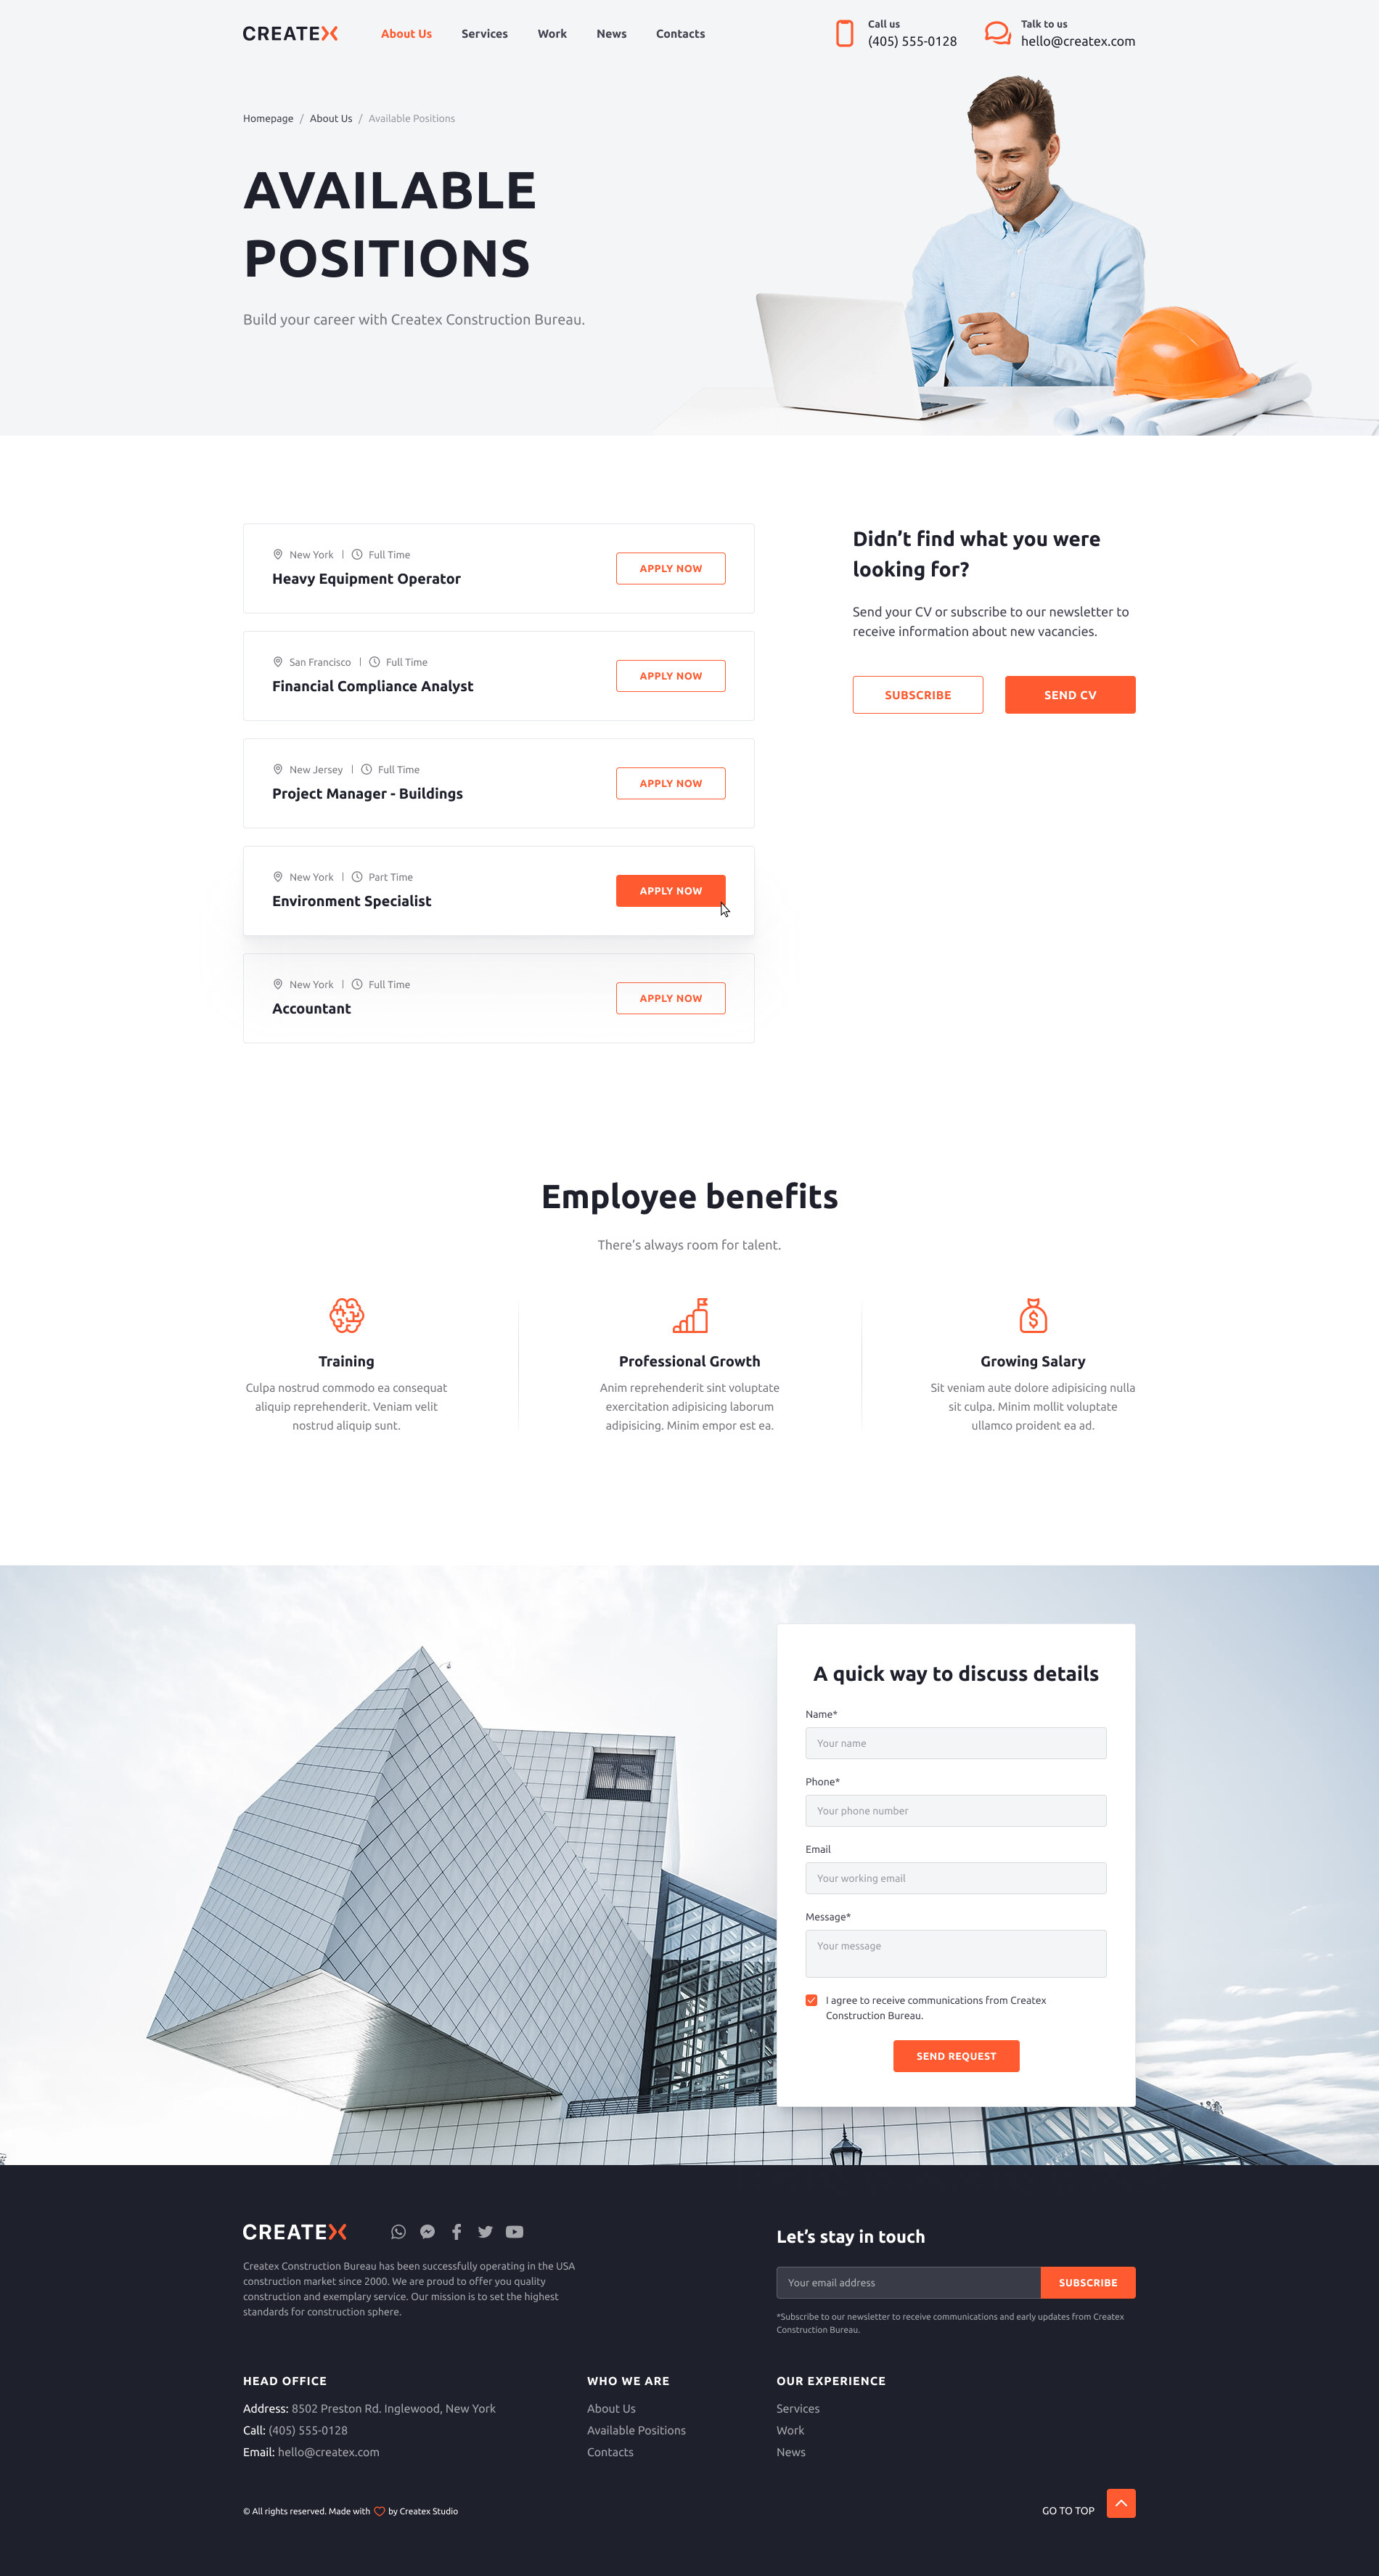 CREATEX
About Us Services Work News Contacts
Call us
(405) 555-0128
Talk to us
hello@createx.com
Homepage / About Us / Available Positions
AVAILABLE
POSITIONS
Build your career with Createx Construction Bureau.
New York | Full Time
Heavy Equipment Operator
APPLY NOW
San Francisco | Full Time
Financial Compliance Analyst
APPLY NOW
New Jersey | Full Time
Project Manager - Buildings
APPLY NOW
New York | Part Time
Environment Specialist
APPLY NOW
New York | Full Time
Accountant
APPLY NOW
Didn’t find what you were
looking for?
Send your CV or subscribe to our newsletter to
receive information about new vacancies.
SUBSCRIBE
SEND CV
Employee benefits
There’s always room for talent.
Training
Culpa nostrud commodo ea consequat
aliquip reprehenderit. Veniam velit
nostrud aliquip sunt.
Professional Growth
Anim reprehenderit sint voluptate
exercitation adipisicing laborum
adipisicing. Minim empor est ea.
Growing Salary
Sit veniam aute dolore adipisicing nulla
sit culpa. Minim mollit voluptate
ullamco proident ea ad.
A quick way to discuss details
Name*
Your name
Phone*
Your phone number
Email
Your working email
Message*
Your message
I agree to receive communications from Createx
Construction Bureau.
SEND REQUEST
CREATEX
Createx Construction Bureau has been successfully operating in the USA
construction market since 2000. We are proud to offer you quality
construction and exemplary service. Our mission is to set the highest
standards for construction sphere.
Let’s stay in touch
Your email address
SUBSCRIBE
*Subscribe to our newsletter to receive communications and early updates from Createx
Construction Bureau.
HEAD OFFICE
Address: 8502 Preston Rd. Inglewood, New York
Call: (405) 555-0128
Email: hello@createx.com
WHO WE ARE
About Us
Available Positions
Contacts
OUR EXPERIENCE
Services
Work
News
© All rights reserved. Made with by Createx Studio
GO TO TOP